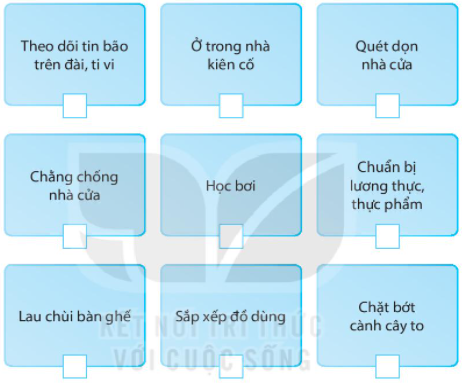 Theo dõi tin bão
trên đài, ti vi
Ở trong nhà
kiên cố
Quét dọn
nhà cửa
Chằng chống
nhà cửa
Học bơi
Chuẩn bị
lương thực,
thực phẩm
Lau chùi bàn ghế
Sắp xếp đồ dùng
Chặt bớt
cành cây to
KẾT NỐI TRI THỨC
VỚI CUỘC SỐNG